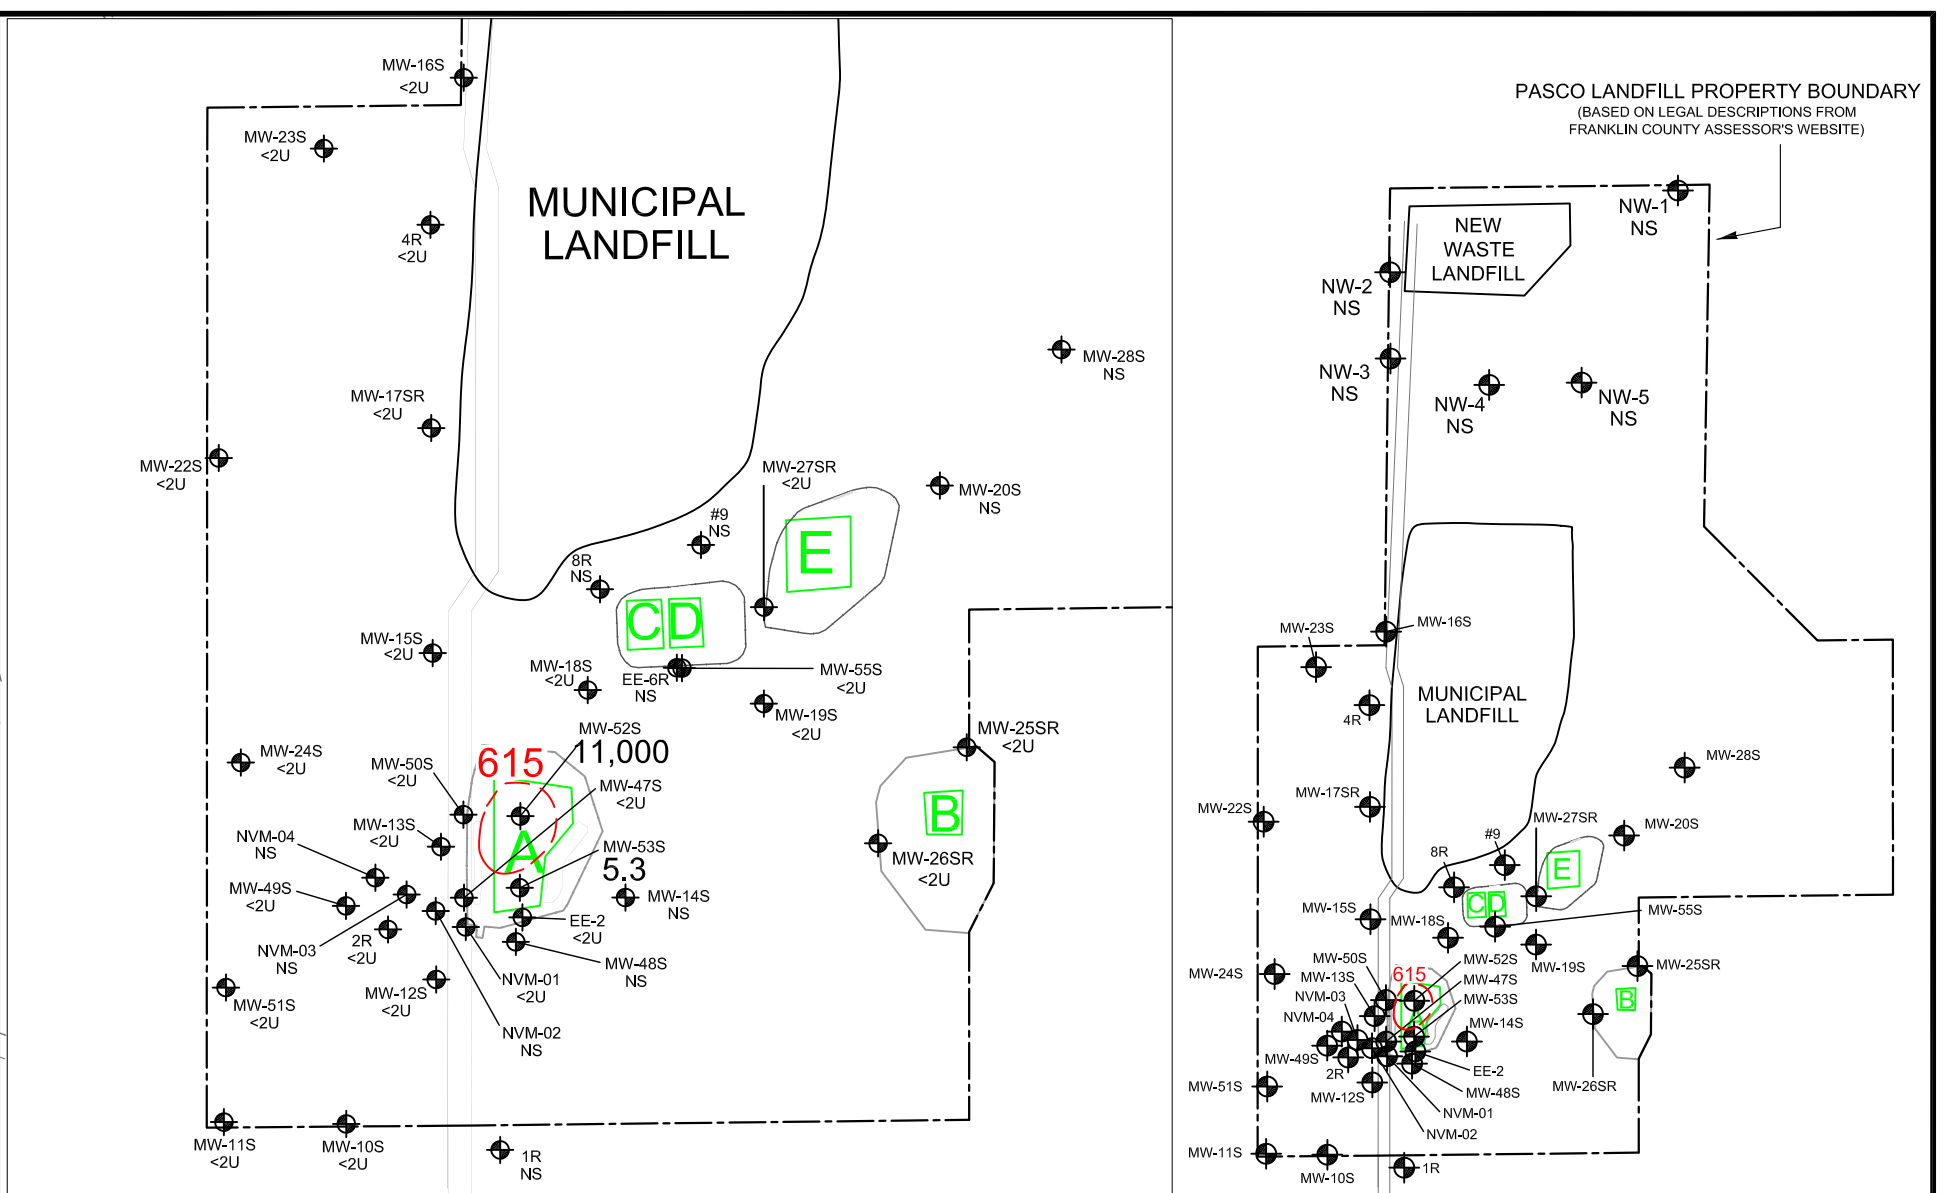 MW-16S
<2U
MW-23S
<2U
4R
<2U
MUNICIPAL
LANDFILL
MW-28S
NS
MW-17SR
<2U
MW-22S
<2U
MW-27SR
<2U
MW-20S
NS
#9
NS
8R
NS
E
C D
MW-15S
<2U
MW-18S
<2U
EE-6R
NS
MW-55S
<2U
MW-19S
<2U
MW-52S
11,000
MW-25SR
<2U
MW-24S
<2U
MW-50S
<2U
615
MW-47S
<2U
B
A
MW-13S
<2U
NVM-04
NS
MW-53S
5.3
MW-26SR
<2U
MW-49S
<2U
MW-14S
NS
2R
<2U
EE-2
<2U
NVM-03
NS
MW-48S
NS
MW-12S
<2U
NVM-01
<2U
MW-51S
<2U
NVM-02
NS
MW-11S
<2U
MW-10S
<2U
1R
NS
PASCO LANDFILL PROPERTY BOUNDARY
(BASED ON LEGAL DESCRIPTIONS FROM
FRANKLIN COUNTY ASSESSOR'S WEBSITE)
NW-1
NS
NEW
WASTE
LANDFILL
NW-2
NS
NW-3
NS
NW-4
NS
NW-5
NS
MW-23S
MW-16S
MUNICIPAL
LANDFILL
4R
MW-28S
MW-17SR
MW-22S
MW-27SR
MW-20S
#9
8R
E
C D
MW-15S
MW-18S
MW-55S
MW-19S
MW-50S
MW-52S
MW-25SR
MW-24S
MW-13S
615
MW-47S
NVM-03
MW-53S
B
A
NVM-04
MW-14S
MW-49S
2R
EE-2
MW-51S
MW-12S
MW-48S
MW-26SR
NVM-01
NVM-02
MW-11S
MW-10S
1R